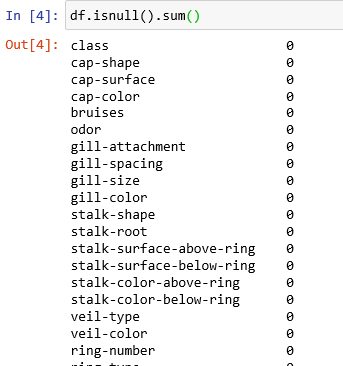 In [4]: df.isnull().sum()
Out[4]: class 0
cap-shape 0
cap-surface 0
cap-color 0
bruises 0
odor 0
gill-attachment 0
gill-spacing 0
gill-size 0
gill-color 0
stalk-shape 0
stalk-root 0
stalk-surface-above-ring 0
stalk-surface-below-ring 0
stalk-color-above-ring 0
stalk-color-below-ring 0
veil-type 0
veil-color 0
ring-number 0